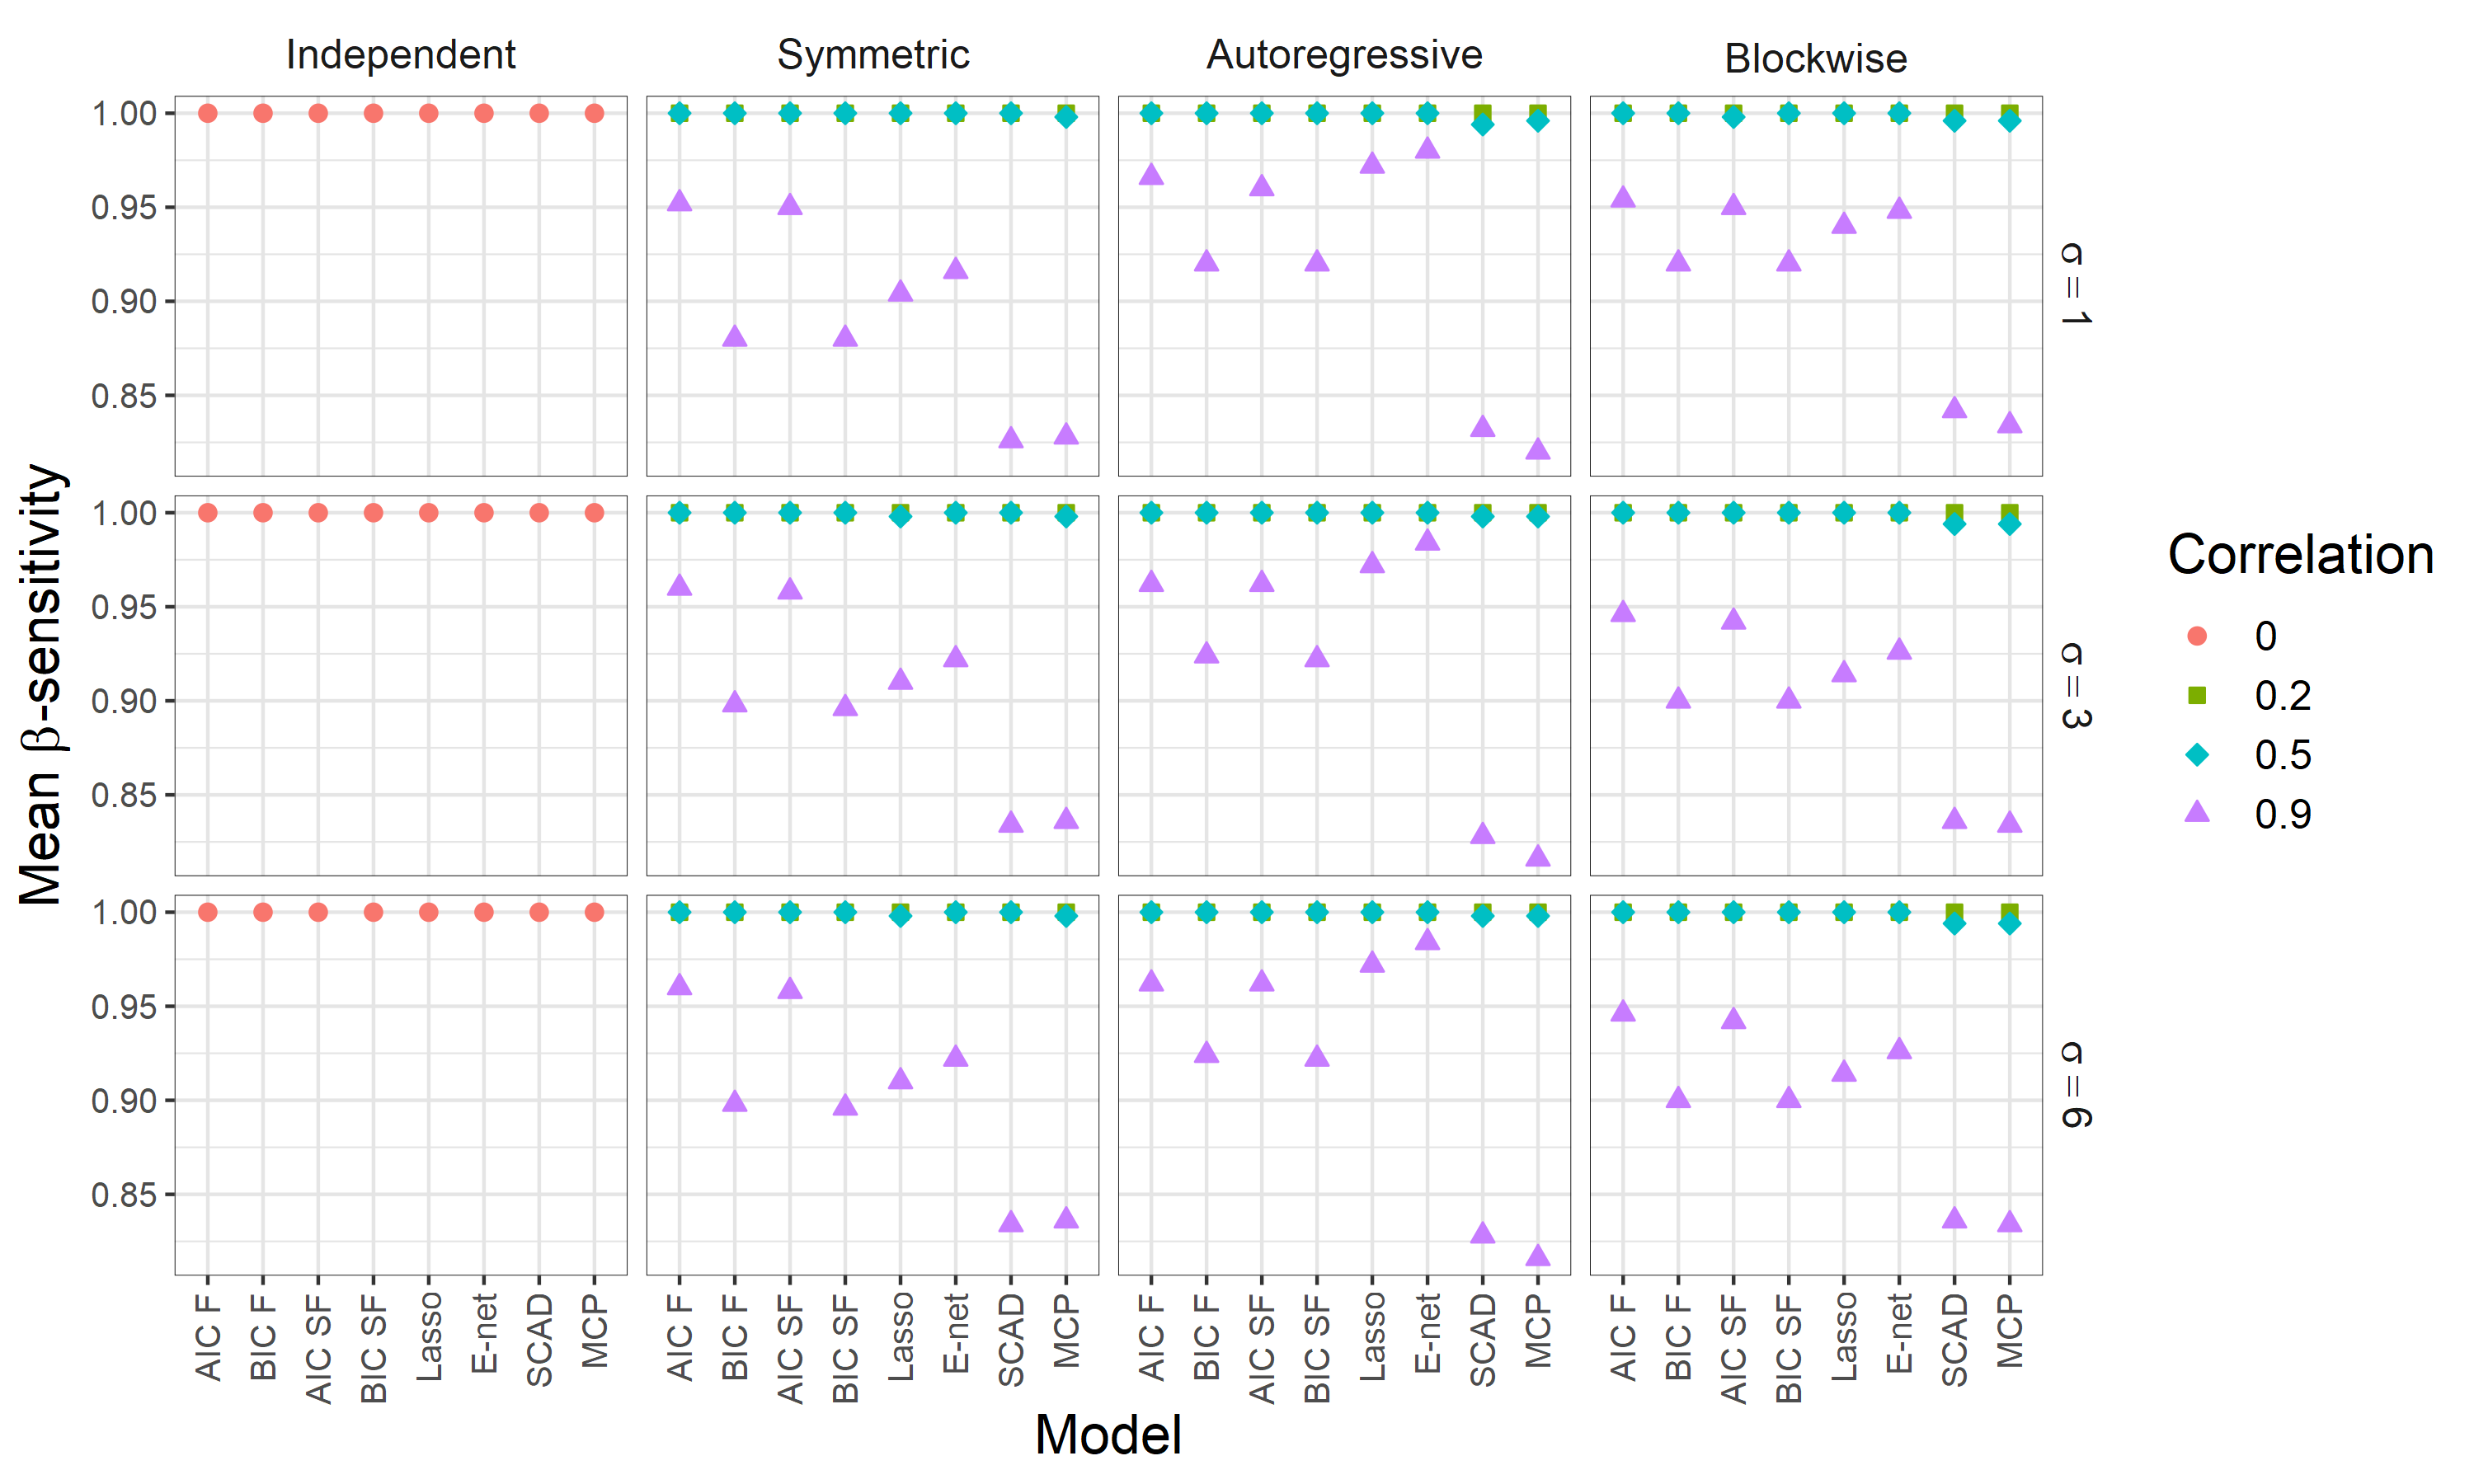 Independent
Symmetric
Autoregressive
Blockwise
Mean β-sensitivity
1.00
0.95
0.90
0.85
σ = 1
1.00
0.95
0.90
0.85
σ = 3
1.00
0.95
0.90
0.85
σ = 6
AIC F
BIC F
AIC SF
BIC SF
Lasso
E-net
SCAD
MCP
AIC F
BIC F
AIC SF
BIC SF
Lasso
E-net
SCAD
MCP
AIC F
BIC F
AIC SF
BIC SF
Lasso
E-net
SCAD
MCP
AIC F
BIC F
AIC SF
BIC SF
Lasso
E-net
SCAD
MCP
Model
Correlation
0
0.2
0.5
0.9